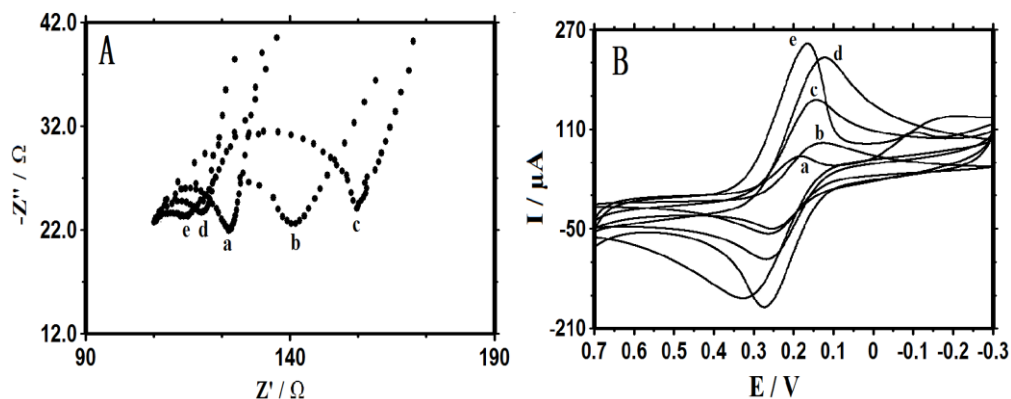 A
-Z'' / Ω
42.0
32.0
22.0
12.0
e d a b c
90 140 190
Z' / Ω
B
I / µA
270
110
-50
-210
e
d
c
b
a
0.7 0.6 0.5 0.4 0.3 0.2 0.1 0 -0.1 -0.2 -0.3
E / V